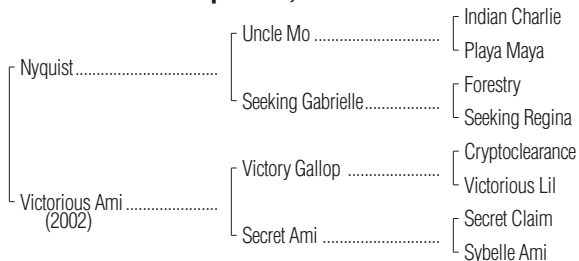 Indian Charlie
Uncle Mo
Playa Maya
Nyquist
Forestry
Seeking Gabrielle
Seeking Regina
Cryptoclearance
Victory Gallop
Victorious Lil
Victorious Ami
(2002)
Secret Claim
Secret Ami
Sybelle Ami